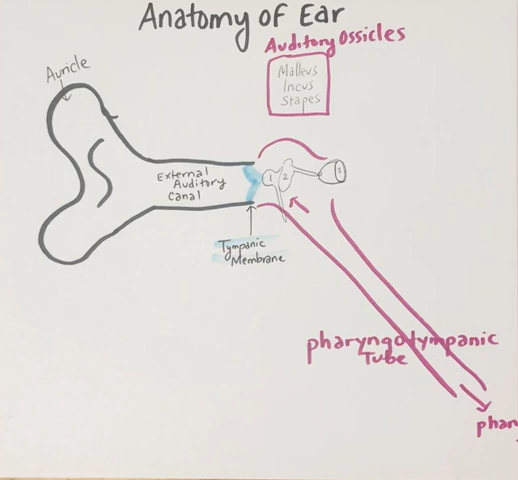 Anatomy of Ear
Auditory Ossicles
Malleus
Incus
Stapes
Auricle
External
Auditory
Canal
1
2
3
Tympanic
Membrane
pharyngotympanic
Tube
phar